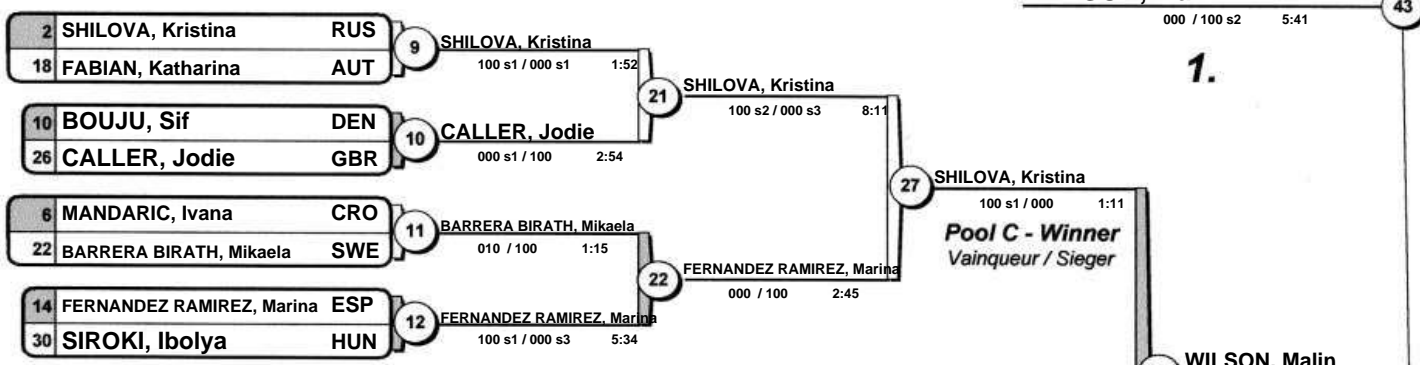 43
000 / 100 s2 5:41
1.
2 SHILOVA, Kristina RUS
18 FABIAN, Katharina AUT
9
SHILOVA, Kristina
100 s1 / 000 s1 1:52
10 BOUJU, Sif DEN
26 CALLER, Jodie GBR
10
CALLER, Jodie
000 s1 / 100 2:54
21
SHILOVA, Kristina
100 s2 / 000 s3 8:11
6 MANDARIC, Ivana CRO
22 BARRERA BIRATH, Mikaela SWE
11
BARRERA BIRATH, Mikaela
010 / 100 1:15
14 FERNANDEZ RAMIREZ, Marina ESP
30 SIROKI, Ibolya HUN
12
FERNANDEZ RAMIREZ, Marina
100 s1 / 000 s3 5:34
22
FERNANDEZ RAMIREZ, Marina
000 / 100 2:45
27
SHILOVA, Kristina
100 s1 / 000 1:11
Pool C - Winner
Vainqueur / Sieger
WILSON, Malin